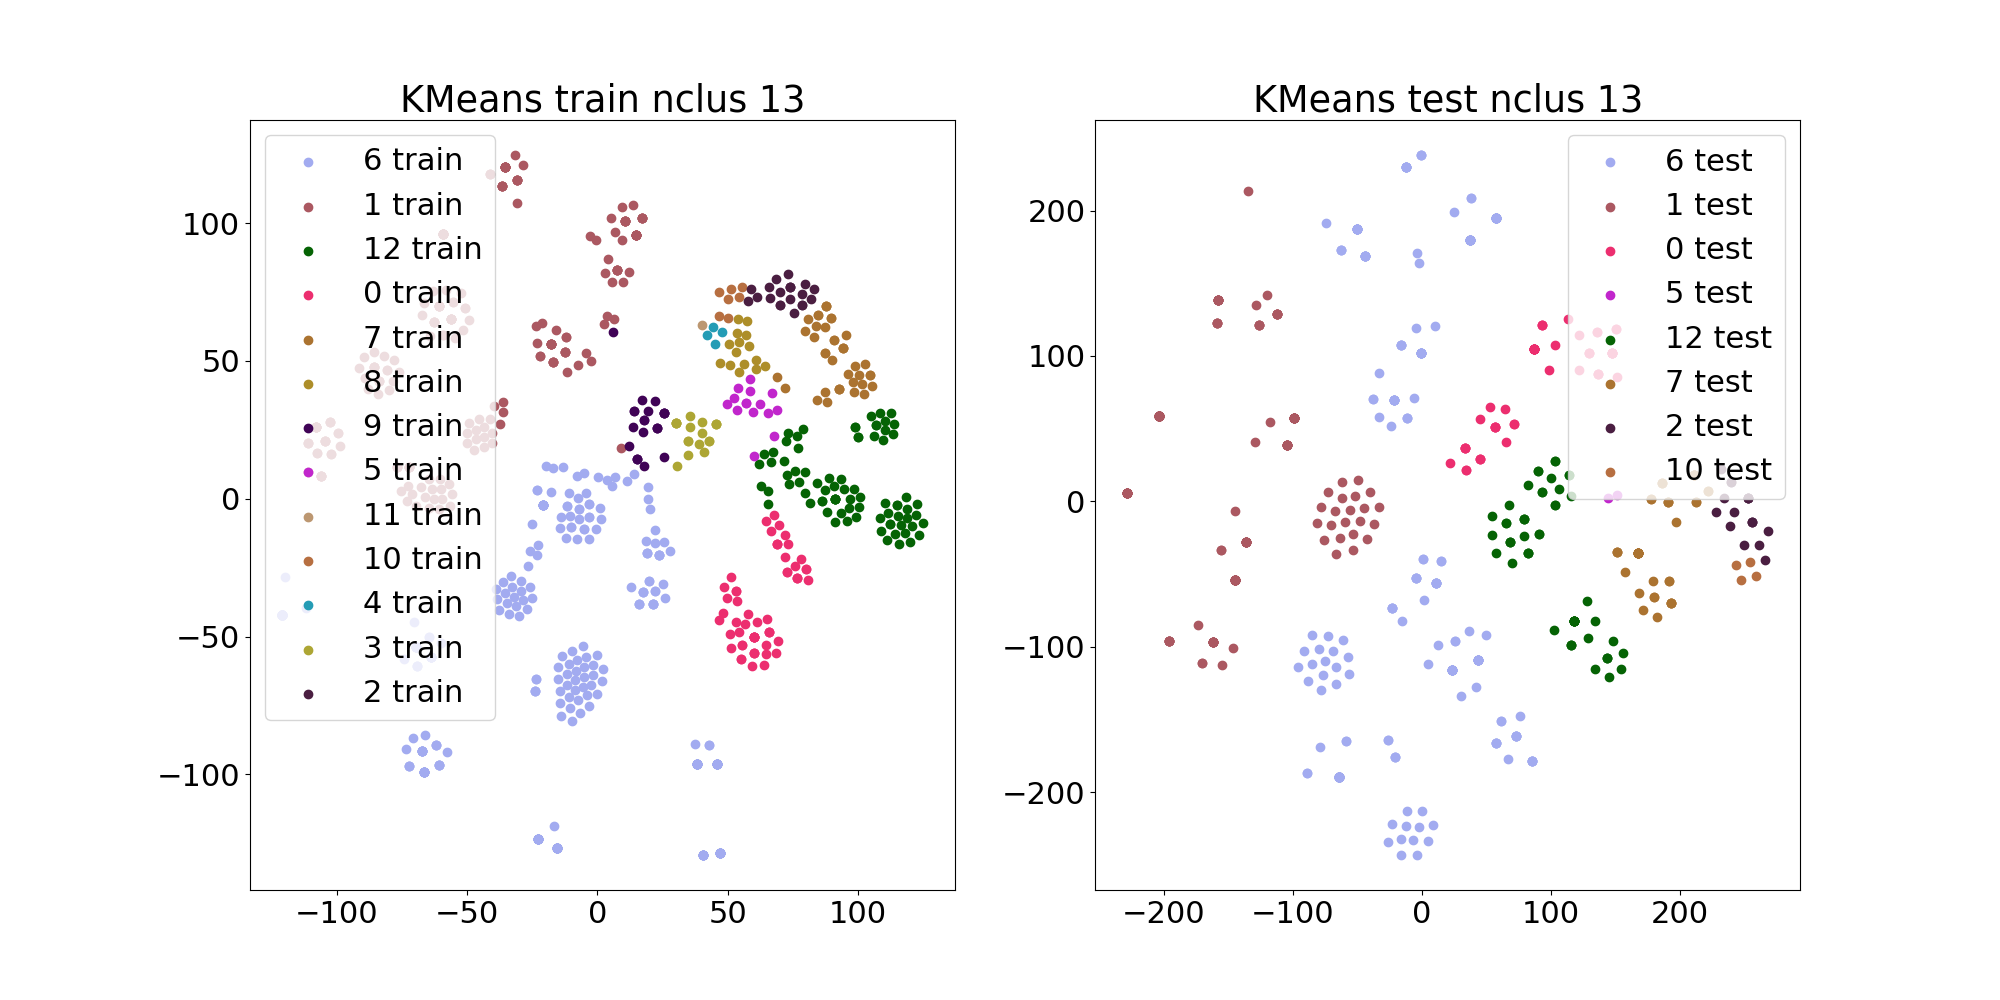 KMeans train nclus 13
6 train
1 train
12 train
0 train
7 train
8 train
9 train
5 train
11 train
10 train
4 train
3 train
2 train
100
50
0
−50
−100
−100
−50
0
50
100
KMeans test nclus 13
6 test
1 test
0 test
5 test
12 test
7 test
2 test
10 test
200
100
0
−100
−200
−200
−100
0
100
200